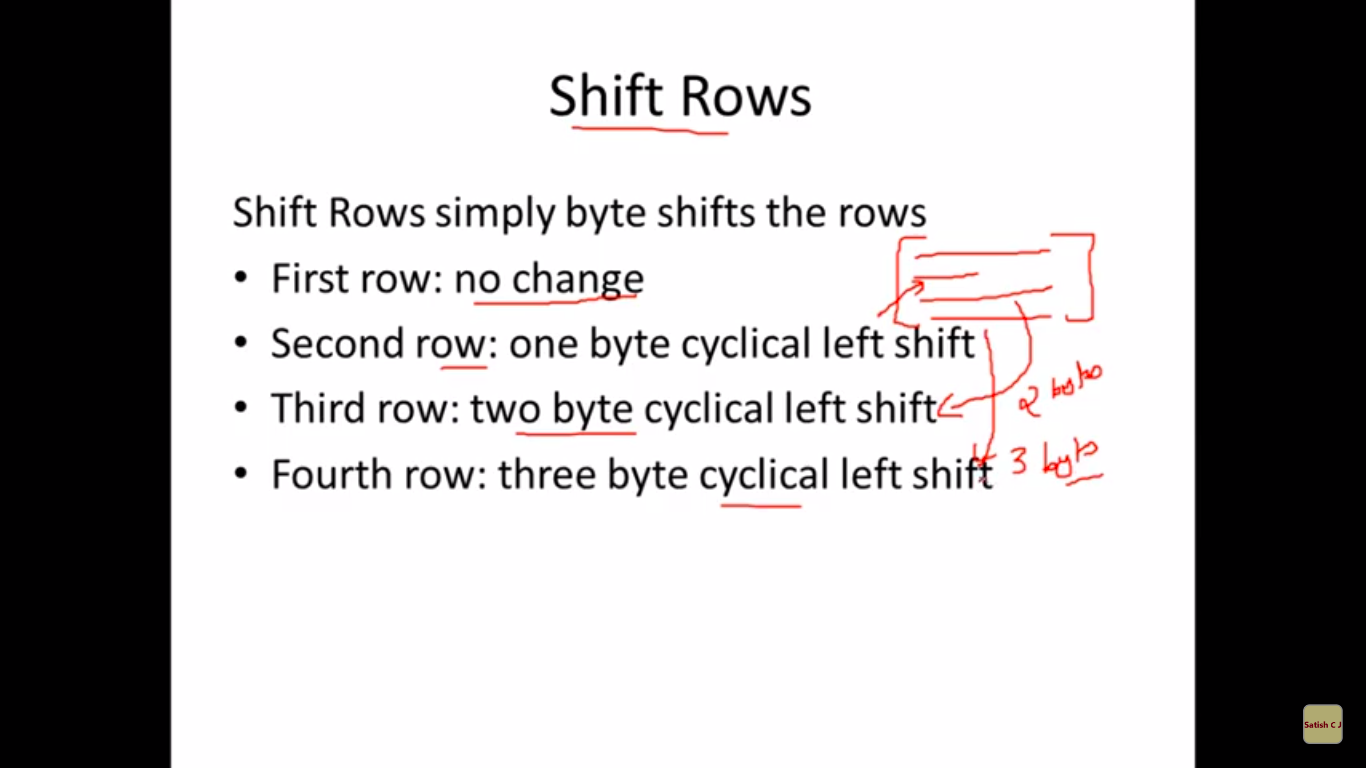 Shift Rows
Shift Rows simply byte shifts the rows
• First row: no change
• Second row: one byte cyclical left shift
• Third row: two byte cyclical left shift
2 bytes
• Fourth row: three byte cyclical left shift
3 bytes
Satish C J